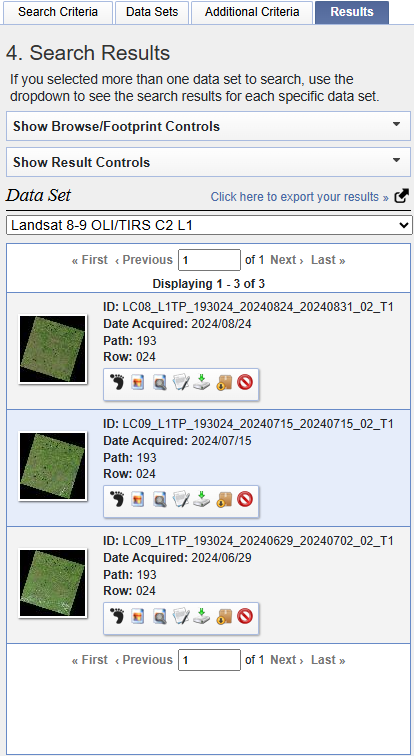 Search Criteria Data Sets Additional Criteria Results
4. Search Results
If you selected more than one data set to search, use the
dropdown to see the search results for each specific data set.
Show Browse/Footprint Controls
Show Result Controls
Data Set Click here to export your results »
Landsat 8-9 OLI/TIRS C2 L1
« First ‹ Previous 1 of 1 Next › Last »
Displaying 1 - 3 of 3
ID: LC08_L1TP_193024_20240824_20240831_02_T1
Date Acquired: 2024/08/24
Path: 193
Row: 024
ID: LC09_L1TP_193024_20240715_20240715_02_T1
Date Acquired: 2024/07/15
Path: 193
Row: 024
ID: LC09_L1TP_193024_20240629_20240702_02_T1
Date Acquired: 2024/06/29
Path: 193
Row: 024
« First ‹ Previous 1 of 1 Next › Last »